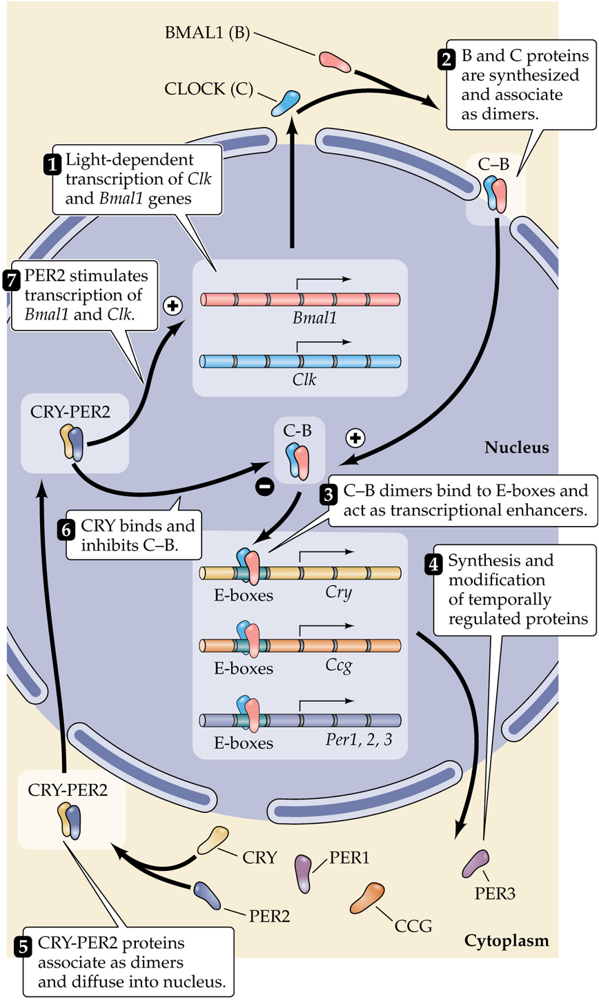 BMAL1 (B)
CLOCK (C)
2 B and C proteins
are synthesized
and associate
as dimers.
1 Light-dependent
transcription of Clk
and Bmal1 genes
C–B
7 PER2 stimulates
transcription of
Bmal1 and Clk.
+
Bmal1
Clk
CRY-PER2
C-B
+
Nucleus
−
3 C–B dimers bind to E-boxes and
act as transcriptional enhancers.
6 CRY binds and
inhibits C–B.
4 Synthesis and
modification
of temporally
regulated proteins
E-boxes
Cry
E-boxes
Ccg
E-boxes
Per1, 2, 3
CRY-PER2
CRY
PER1
PER3
PER2
CCG
Cytoplasm
5 CRY-PER2 proteins
associate as dimers
and diffuse into nucleus.